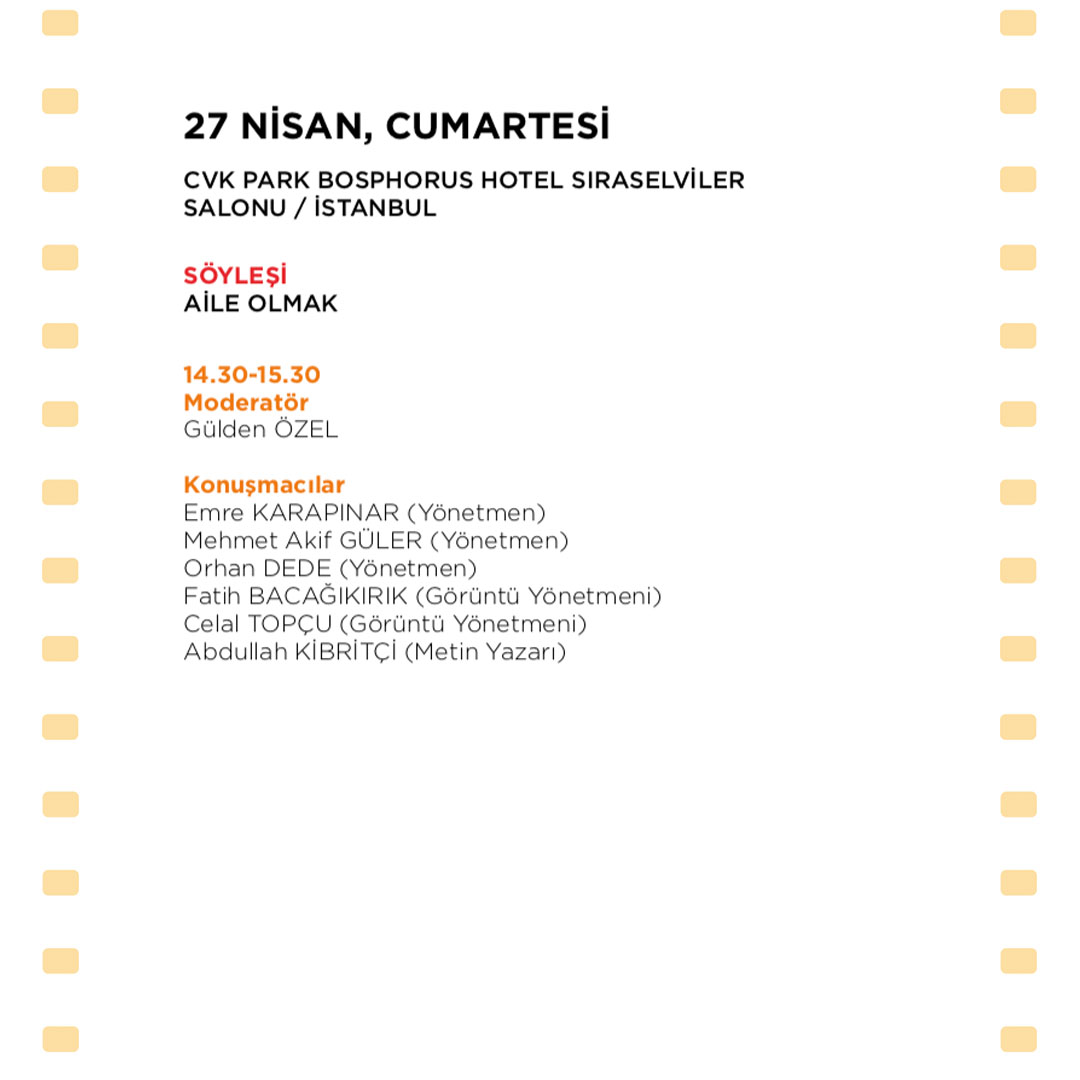 27 NİSAN, CUMARTESİ
CVK PARK BOSPHORUS HOTEL SIRASELVİLER
SALONU / İSTANBUL
SÖYLEŞİ
AİLE OLMAK
14.30-15.30
Moderatör
Gülden ÖZEL
Konuşmacılar
Emre KARAPINAR (Yönetmen)
Mehmet Akif GÜLER (Yönetmen)
Orhan DEDE (Yönetmen)
Fatih BACAĞIKIRIK (Görüntü Yönetmeni)
Celal TOPÇU (Görüntü Yönetmeni)
Abdullah KİBRİTÇİ (Metin Yazarı)